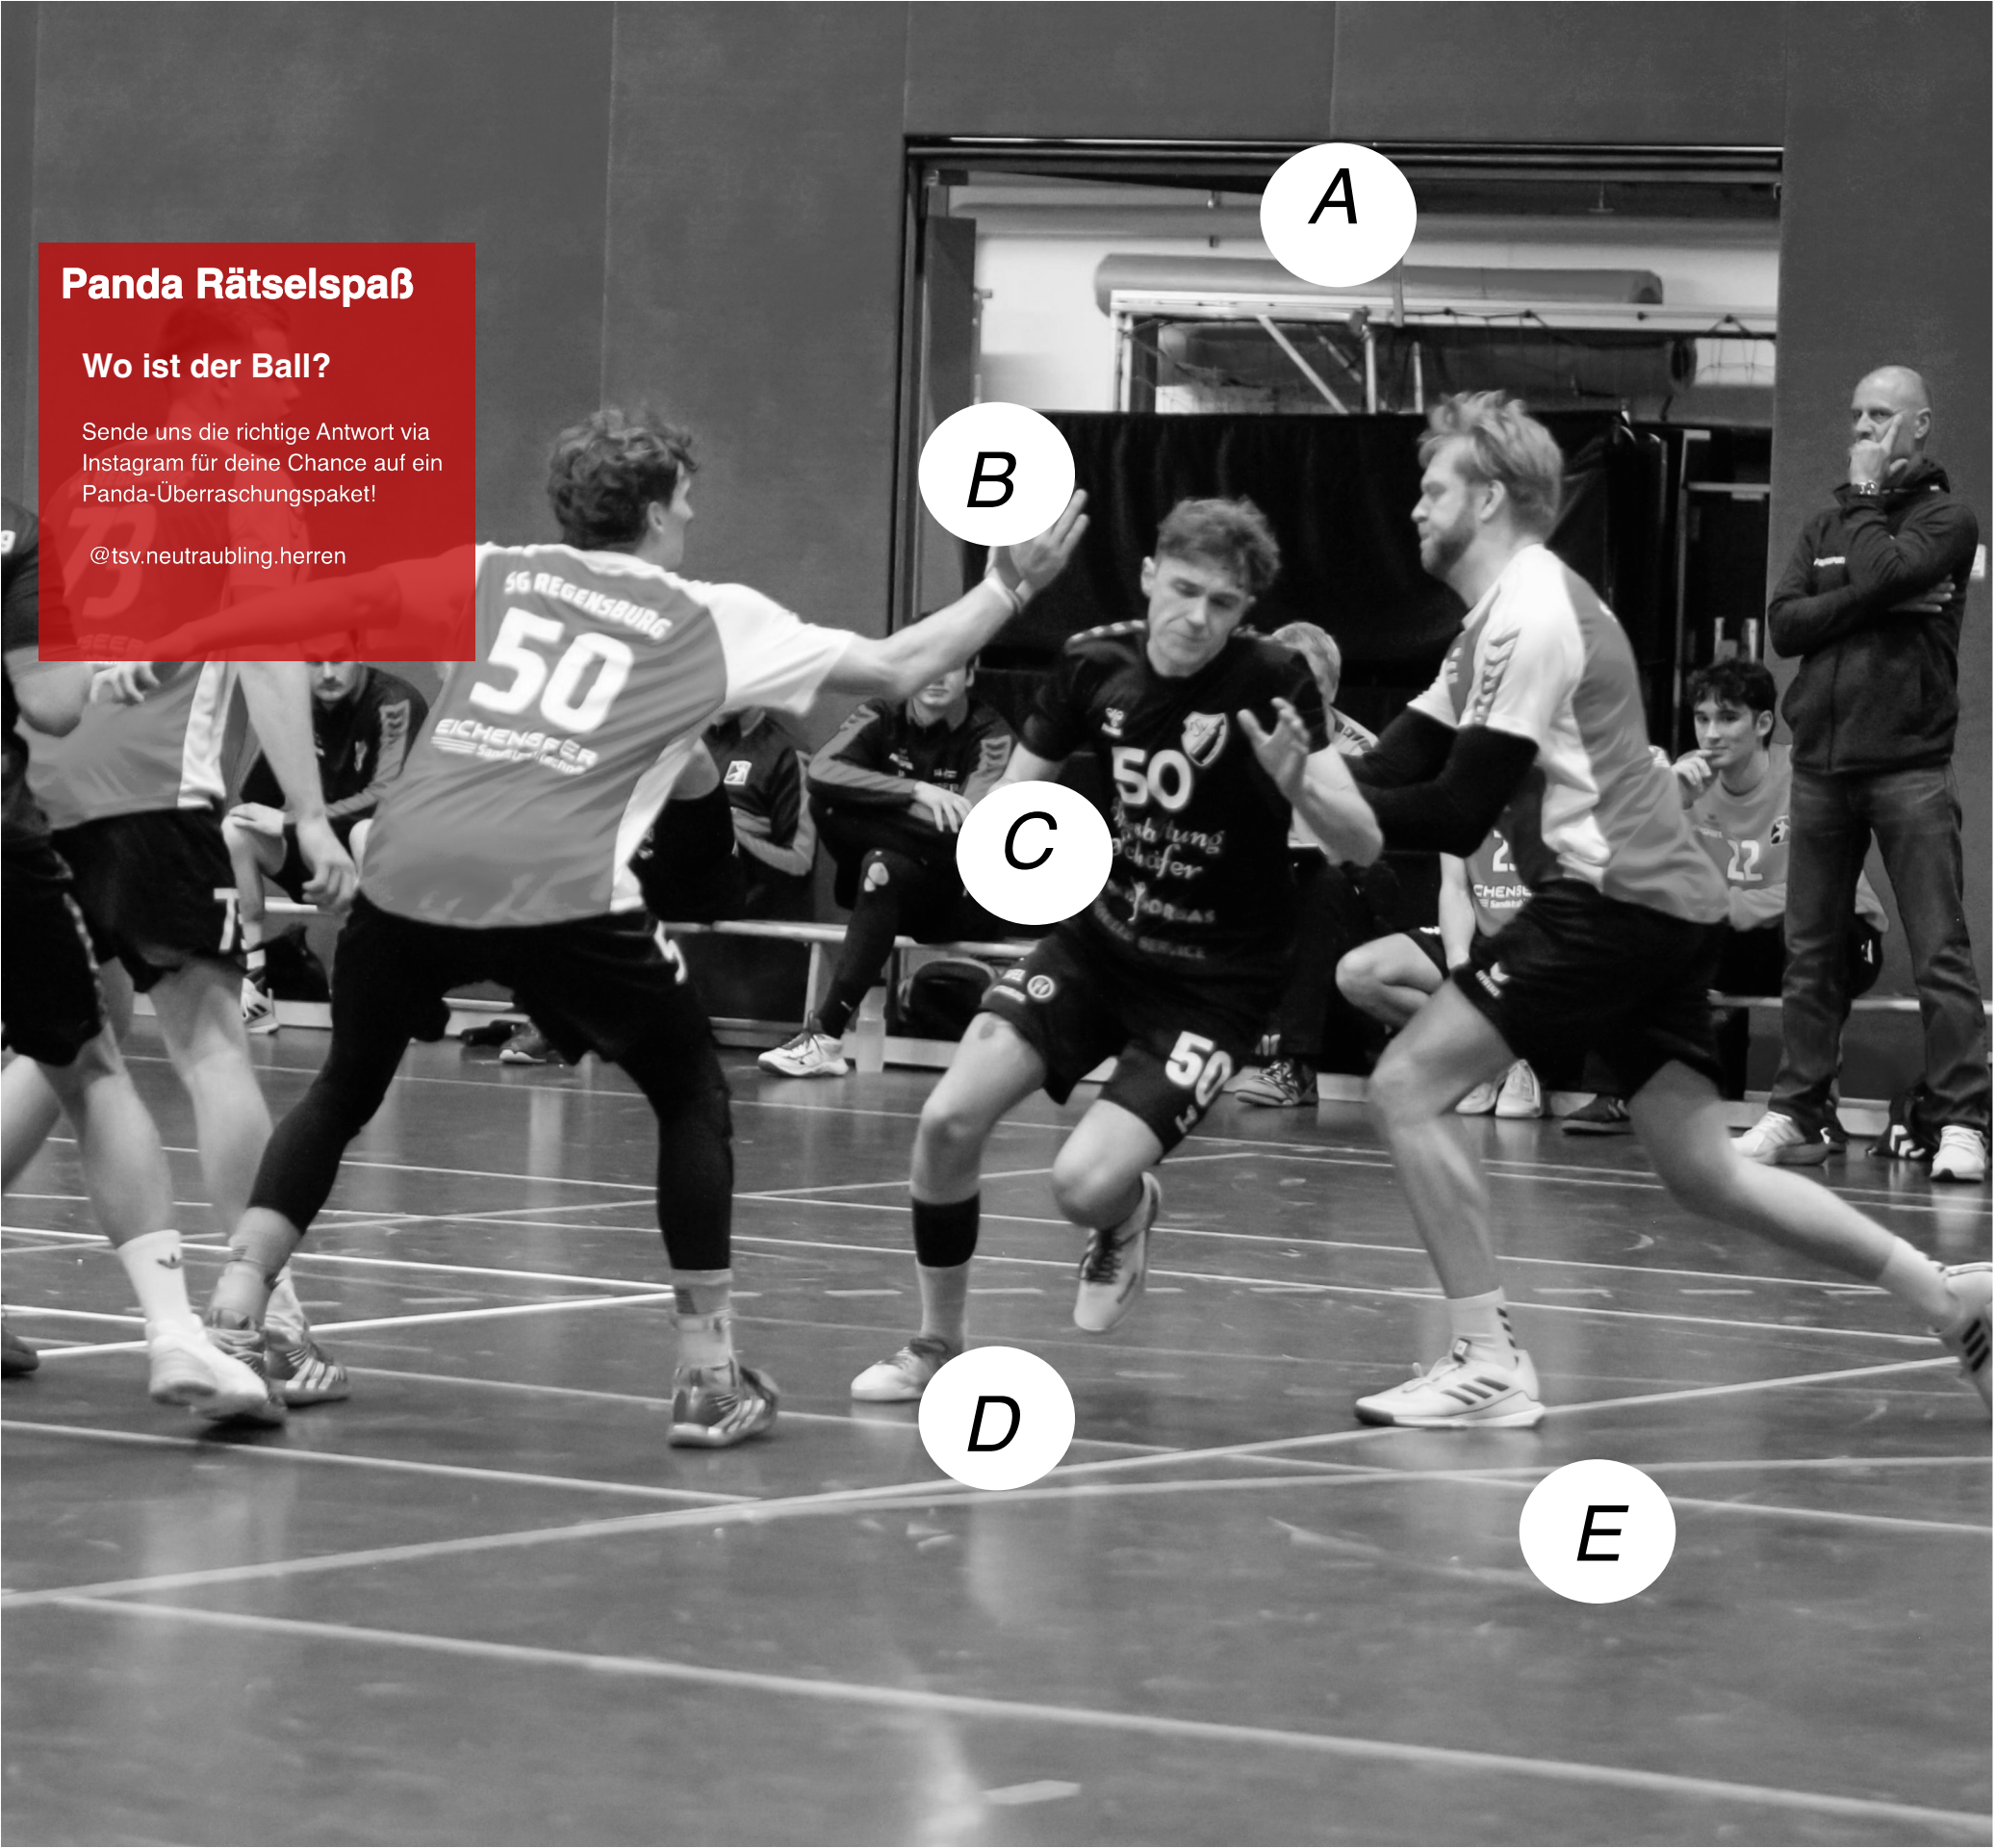 A
Panda Rätselspaß
Wo ist der Ball?
Sende uns die richtige Antwort via
Instagram für deine Chance auf ein
Panda-Überraschungspaket!
@tsv.neutraubling.herren
B
SG REGENSBURG
50
EICHENSEER
50
C
22
50
D
E